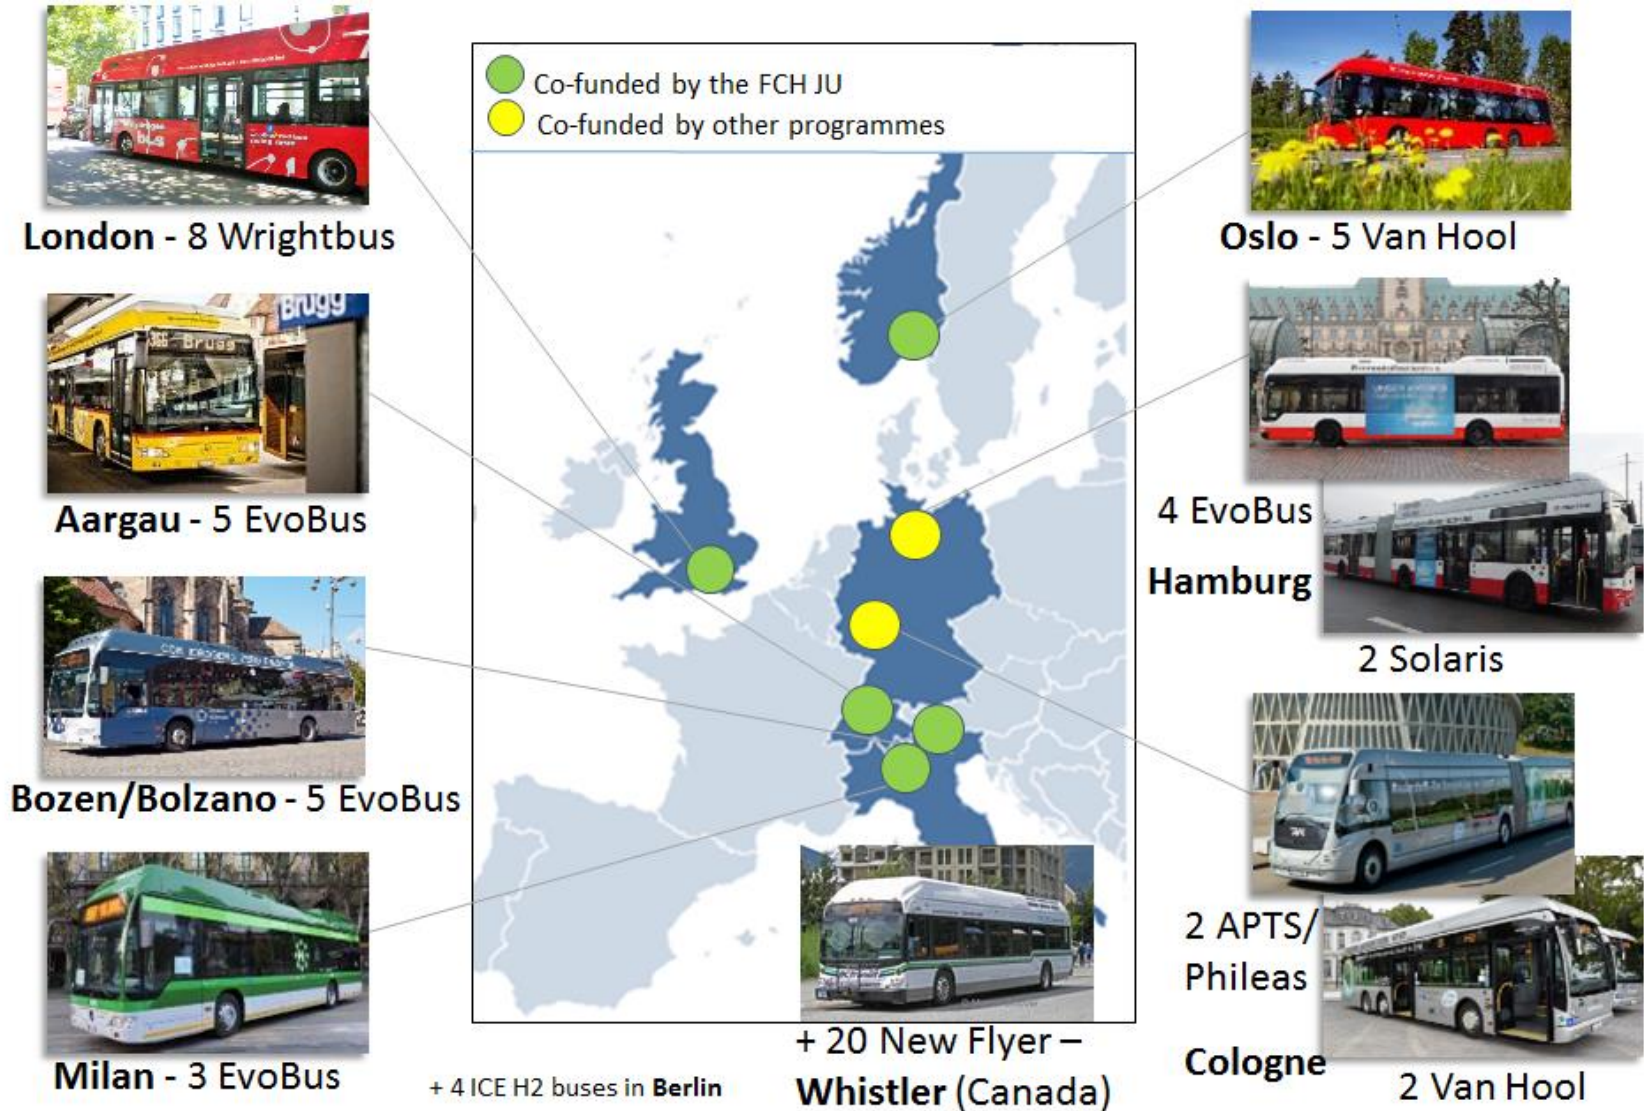 Co-funded by the FCH JU
Co-funded by other programmes
London - 8 Wrightbus
Brugg
366 Brugg
Aargau - 5 EvoBus
Bozen/Bolzano - 5 EvoBus
Milan - 3 EvoBus
+ 4 ICE H2 buses in Berlin
+ 20 New Flyer –
Whistler (Canada)
Oslo - 5 Van Hool
4 EvoBus
Hamburg
2 Solaris
2 APTS/
Phileas
Cologne
2 Van Hool